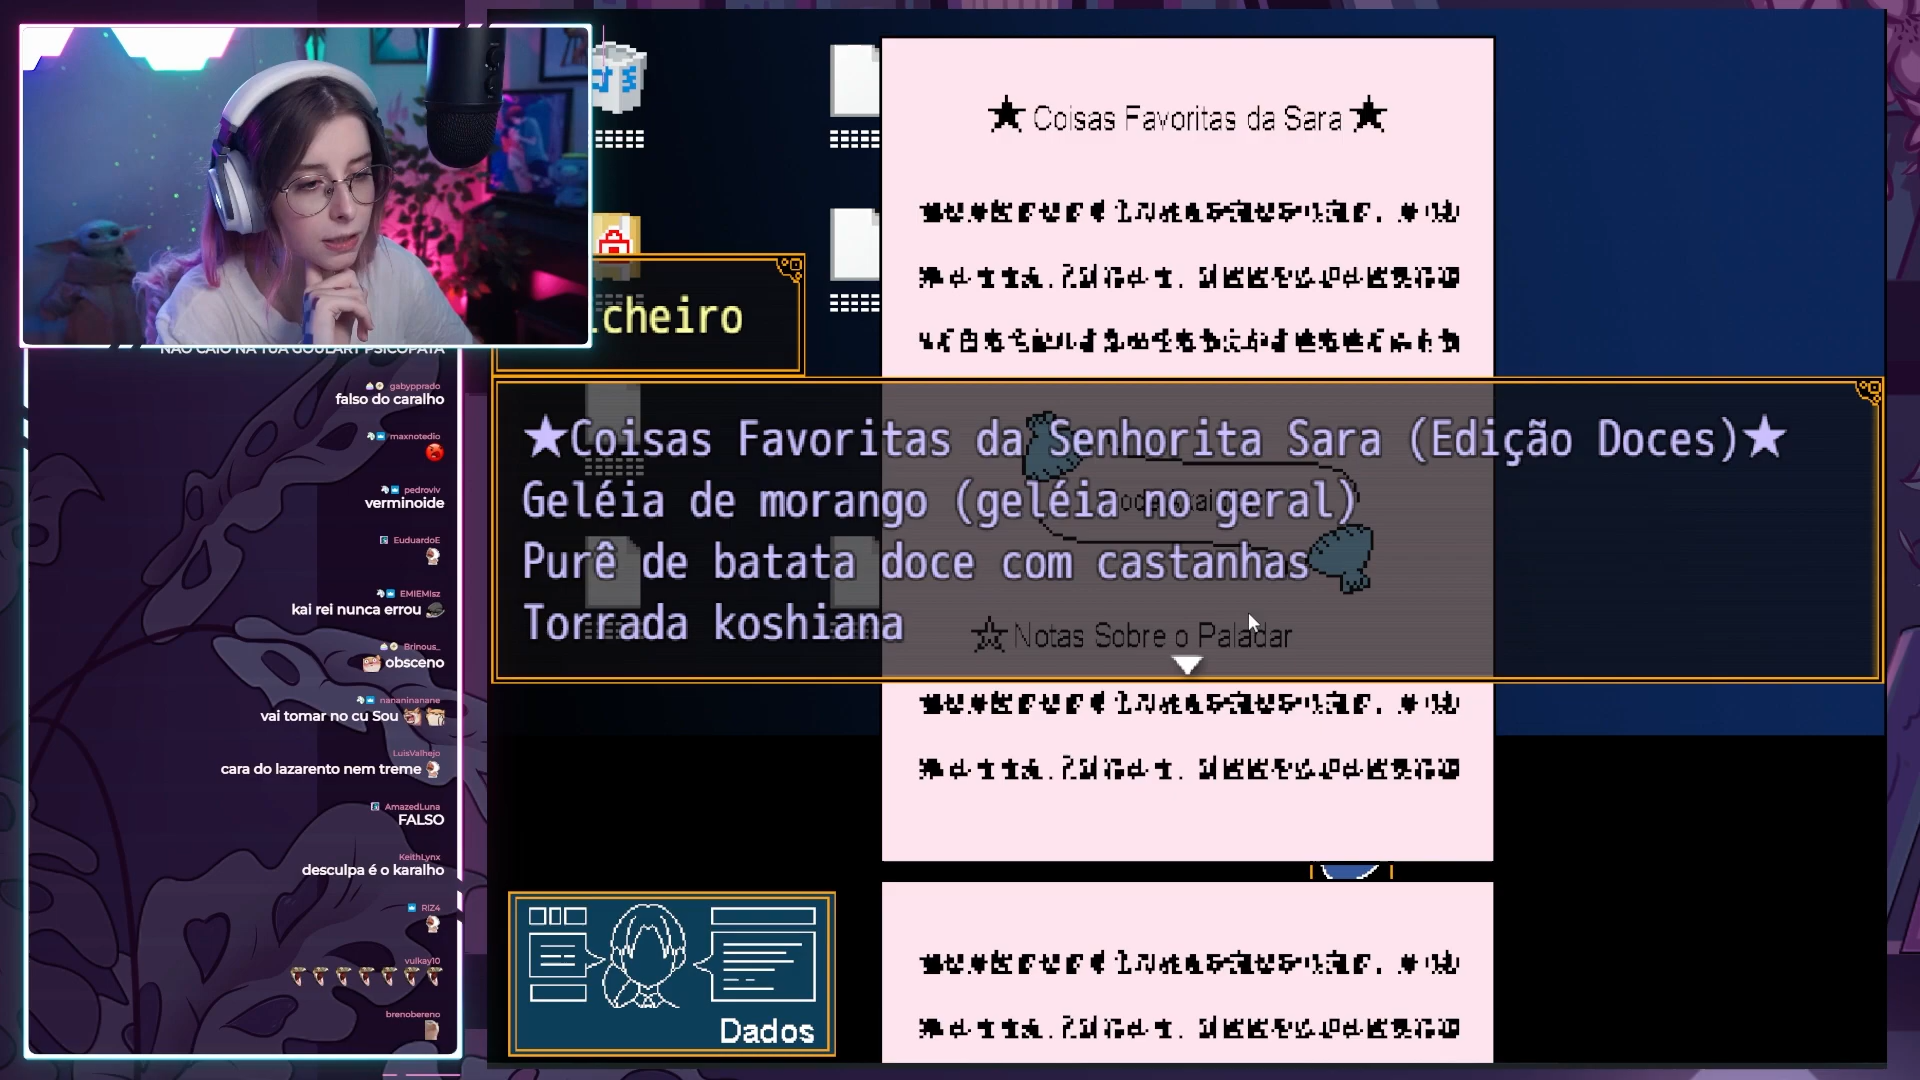 ★ Coisas Favoritas da Sara ★
cheiro
★Coisas Favoritas da Senhorita Sara (Edição Doces)★
Geléia de morango (geléia no geral)
Purê de batata doce com castanhas
Torrada koshiana
☆ Notas Sobre o Paladar
Dados
NÃO CAIO NA TUA GOULART PSICOPATA
gabypprado
falso do caralho
maxnotedio
pedroviv
verminoide
EuduardoE
EMIEMisz
kai rei nunca errou
Brinous_
obsceno
nananinanane
vai tomar no cu Sou
LuisValhejo
cara do lazarento nem treme
AmazedLuna
FALSO
KeithLynx
desculpa é o karalho
RIZ4
vulkay10
brenobereno